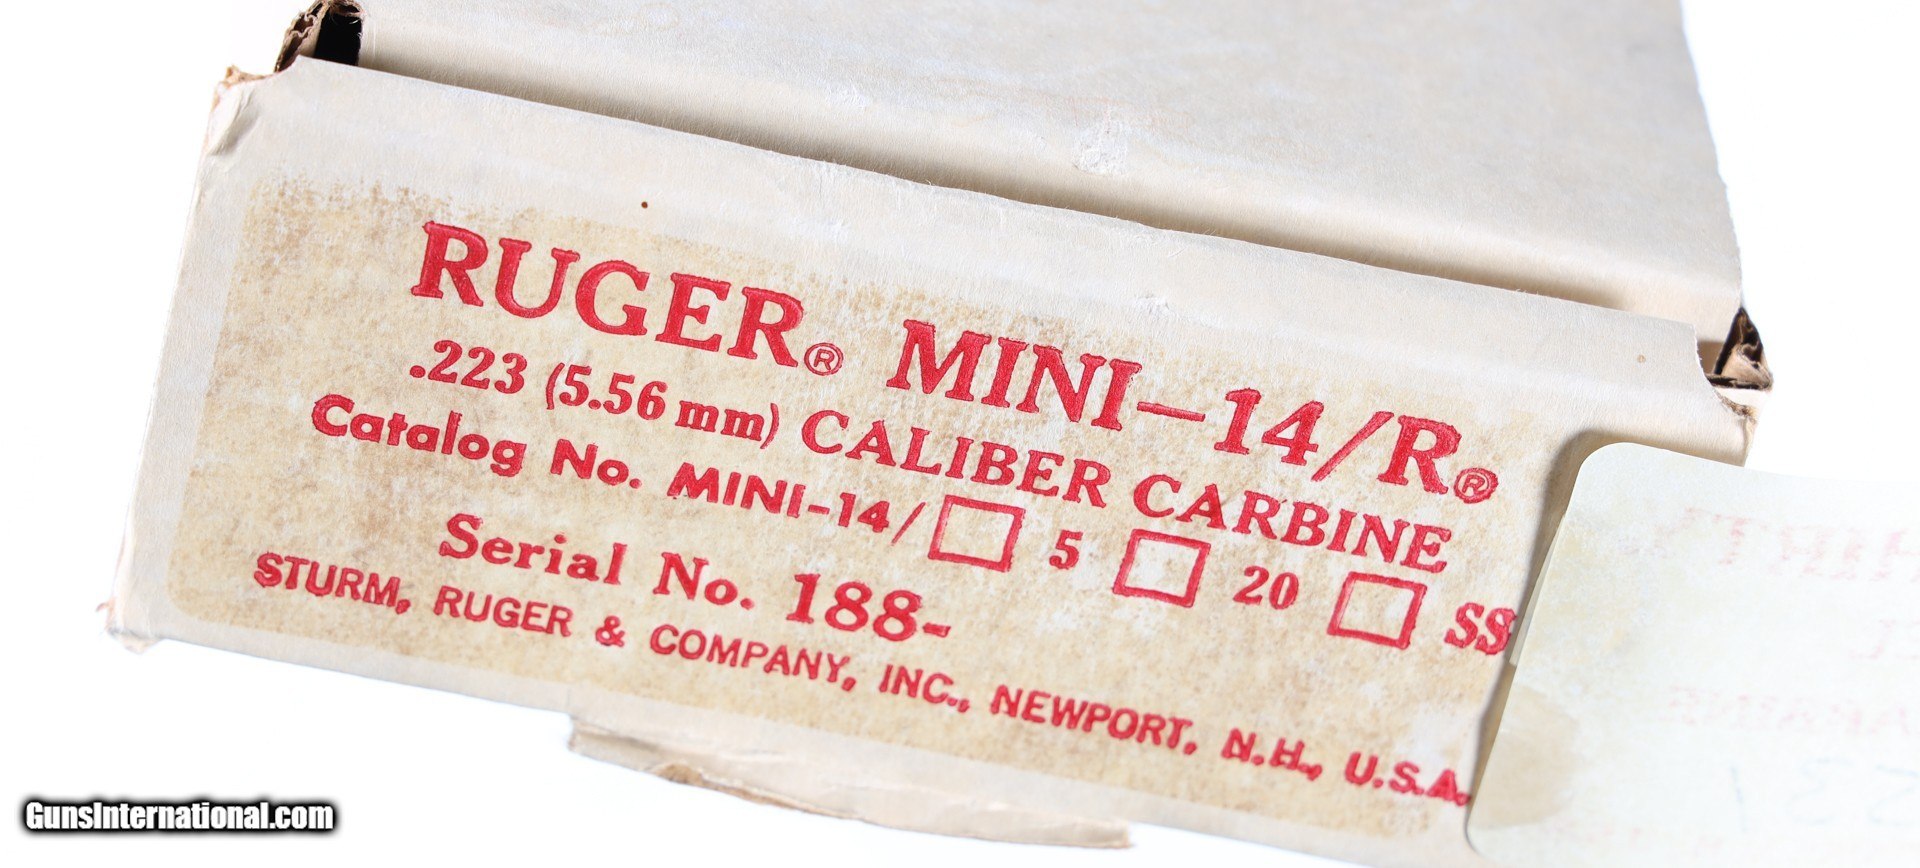 RUGER® MINI-14/R®
.223 (5.56 mm) CALIBER CARBINE
Catalog No. MINI-14/☐ 5 ☐ 20 ☐ SS
Serial No. 188-
STURM, RUGER & COMPANY, INC., NEWPORT, N.H., U.S.A.
GunsInternational.com